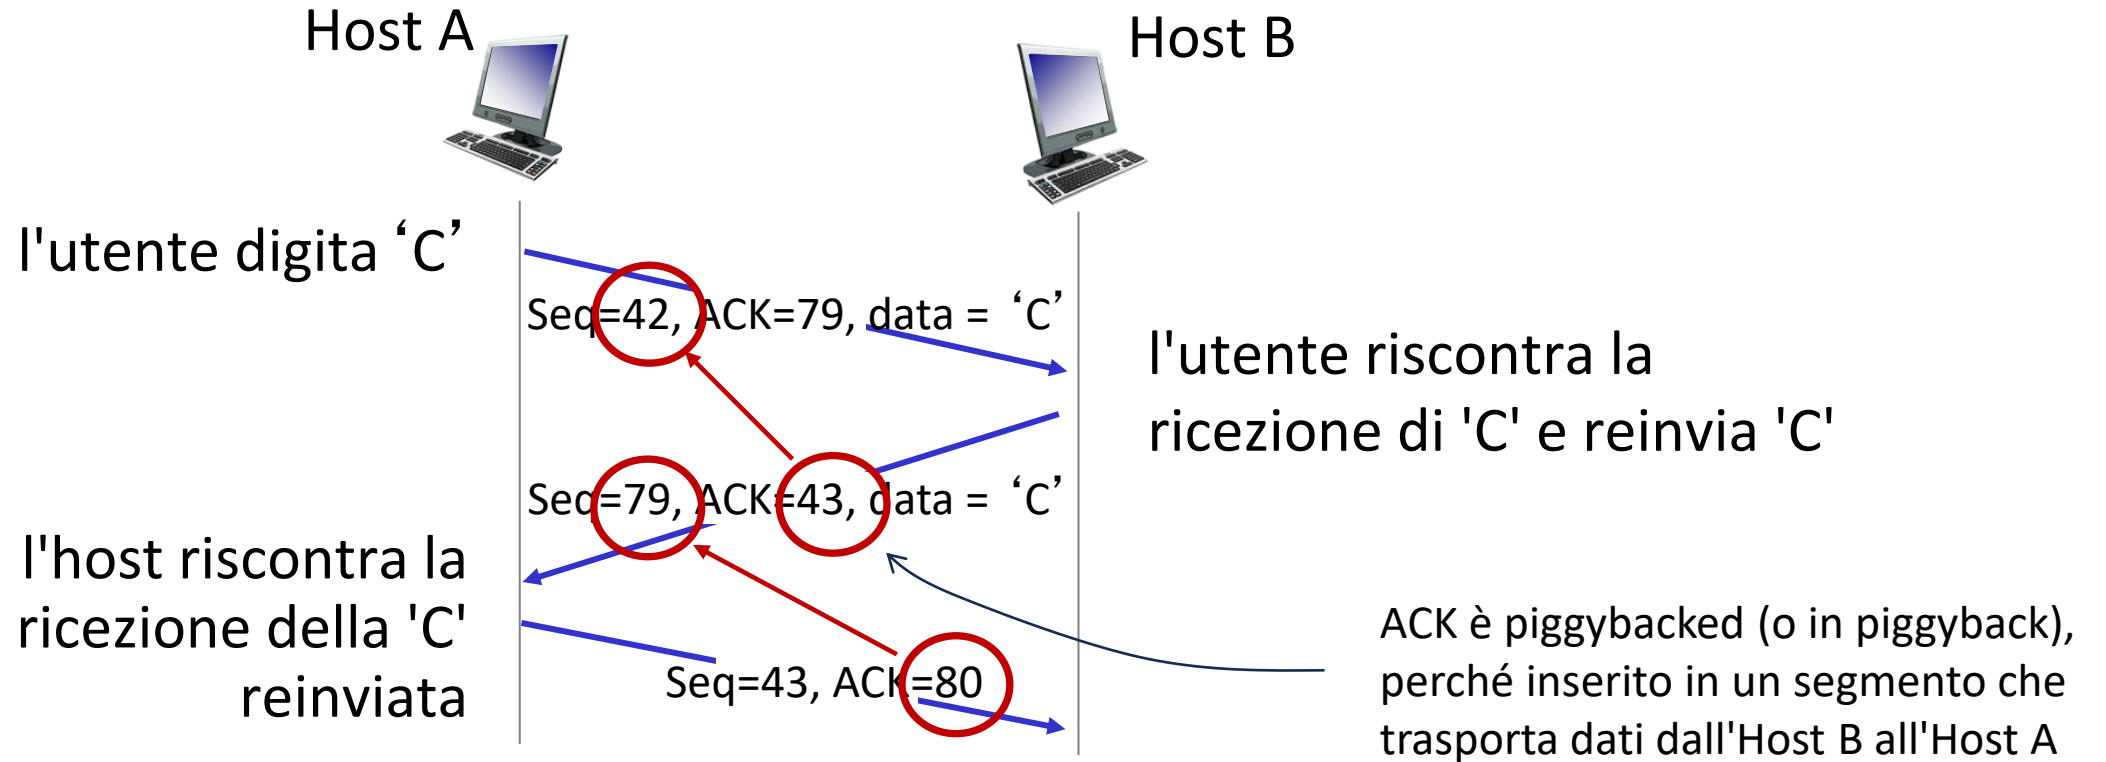 Host A
Host B
l'utente digita ‘C’
Seq=42, ACK=79, data = ‘C’
l'utente riscontra la
ricezione di 'C' e reinvia 'C'
Seq=79, ACK=43, data = ‘C’
l'host riscontra la
ricezione della 'C'
reinviata
Seq=43, ACK=80
ACK è piggybacked (o in piggyback),
perché inserito in un segmento che
trasporta dati dall'Host B all'Host A